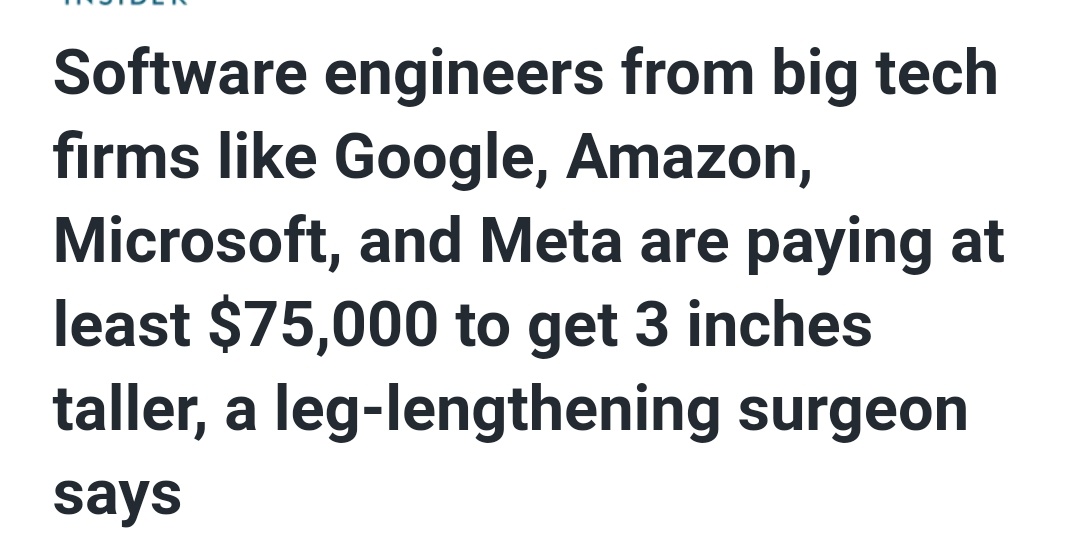 INSIDER
Software engineers from big tech
firms like Google, Amazon,
Microsoft, and Meta are paying at
least $75,000 to get 3 inches
taller, a leg-lengthening surgeon
says